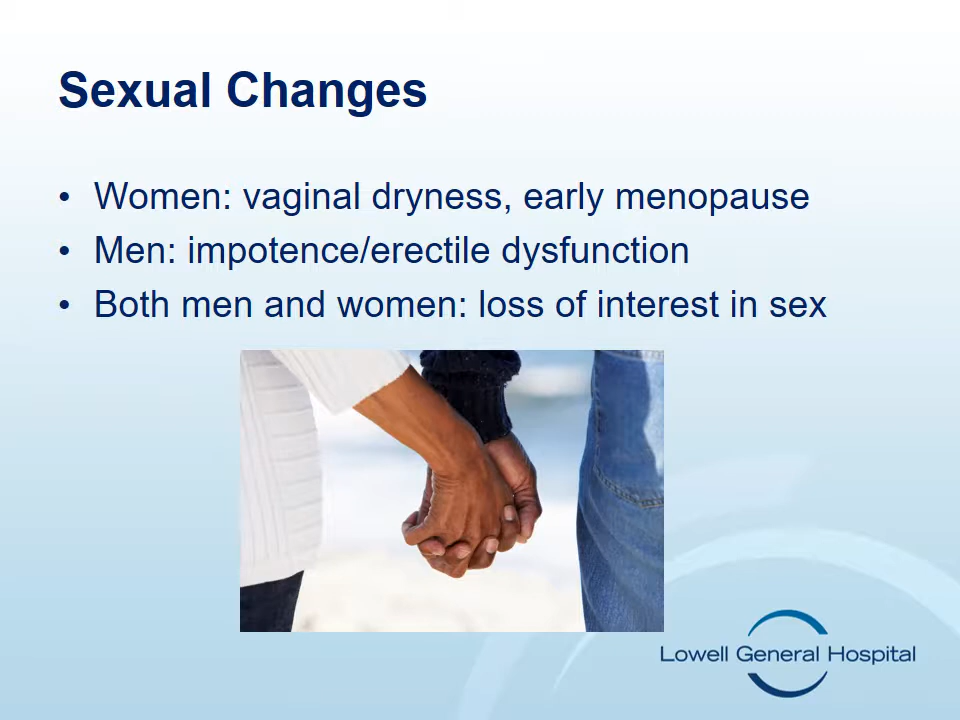 Sexual Changes
• Women: vaginal dryness, early menopause
• Men: impotence/erectile dysfunction
• Both men and women: loss of interest in sex
Lowell General Hospital